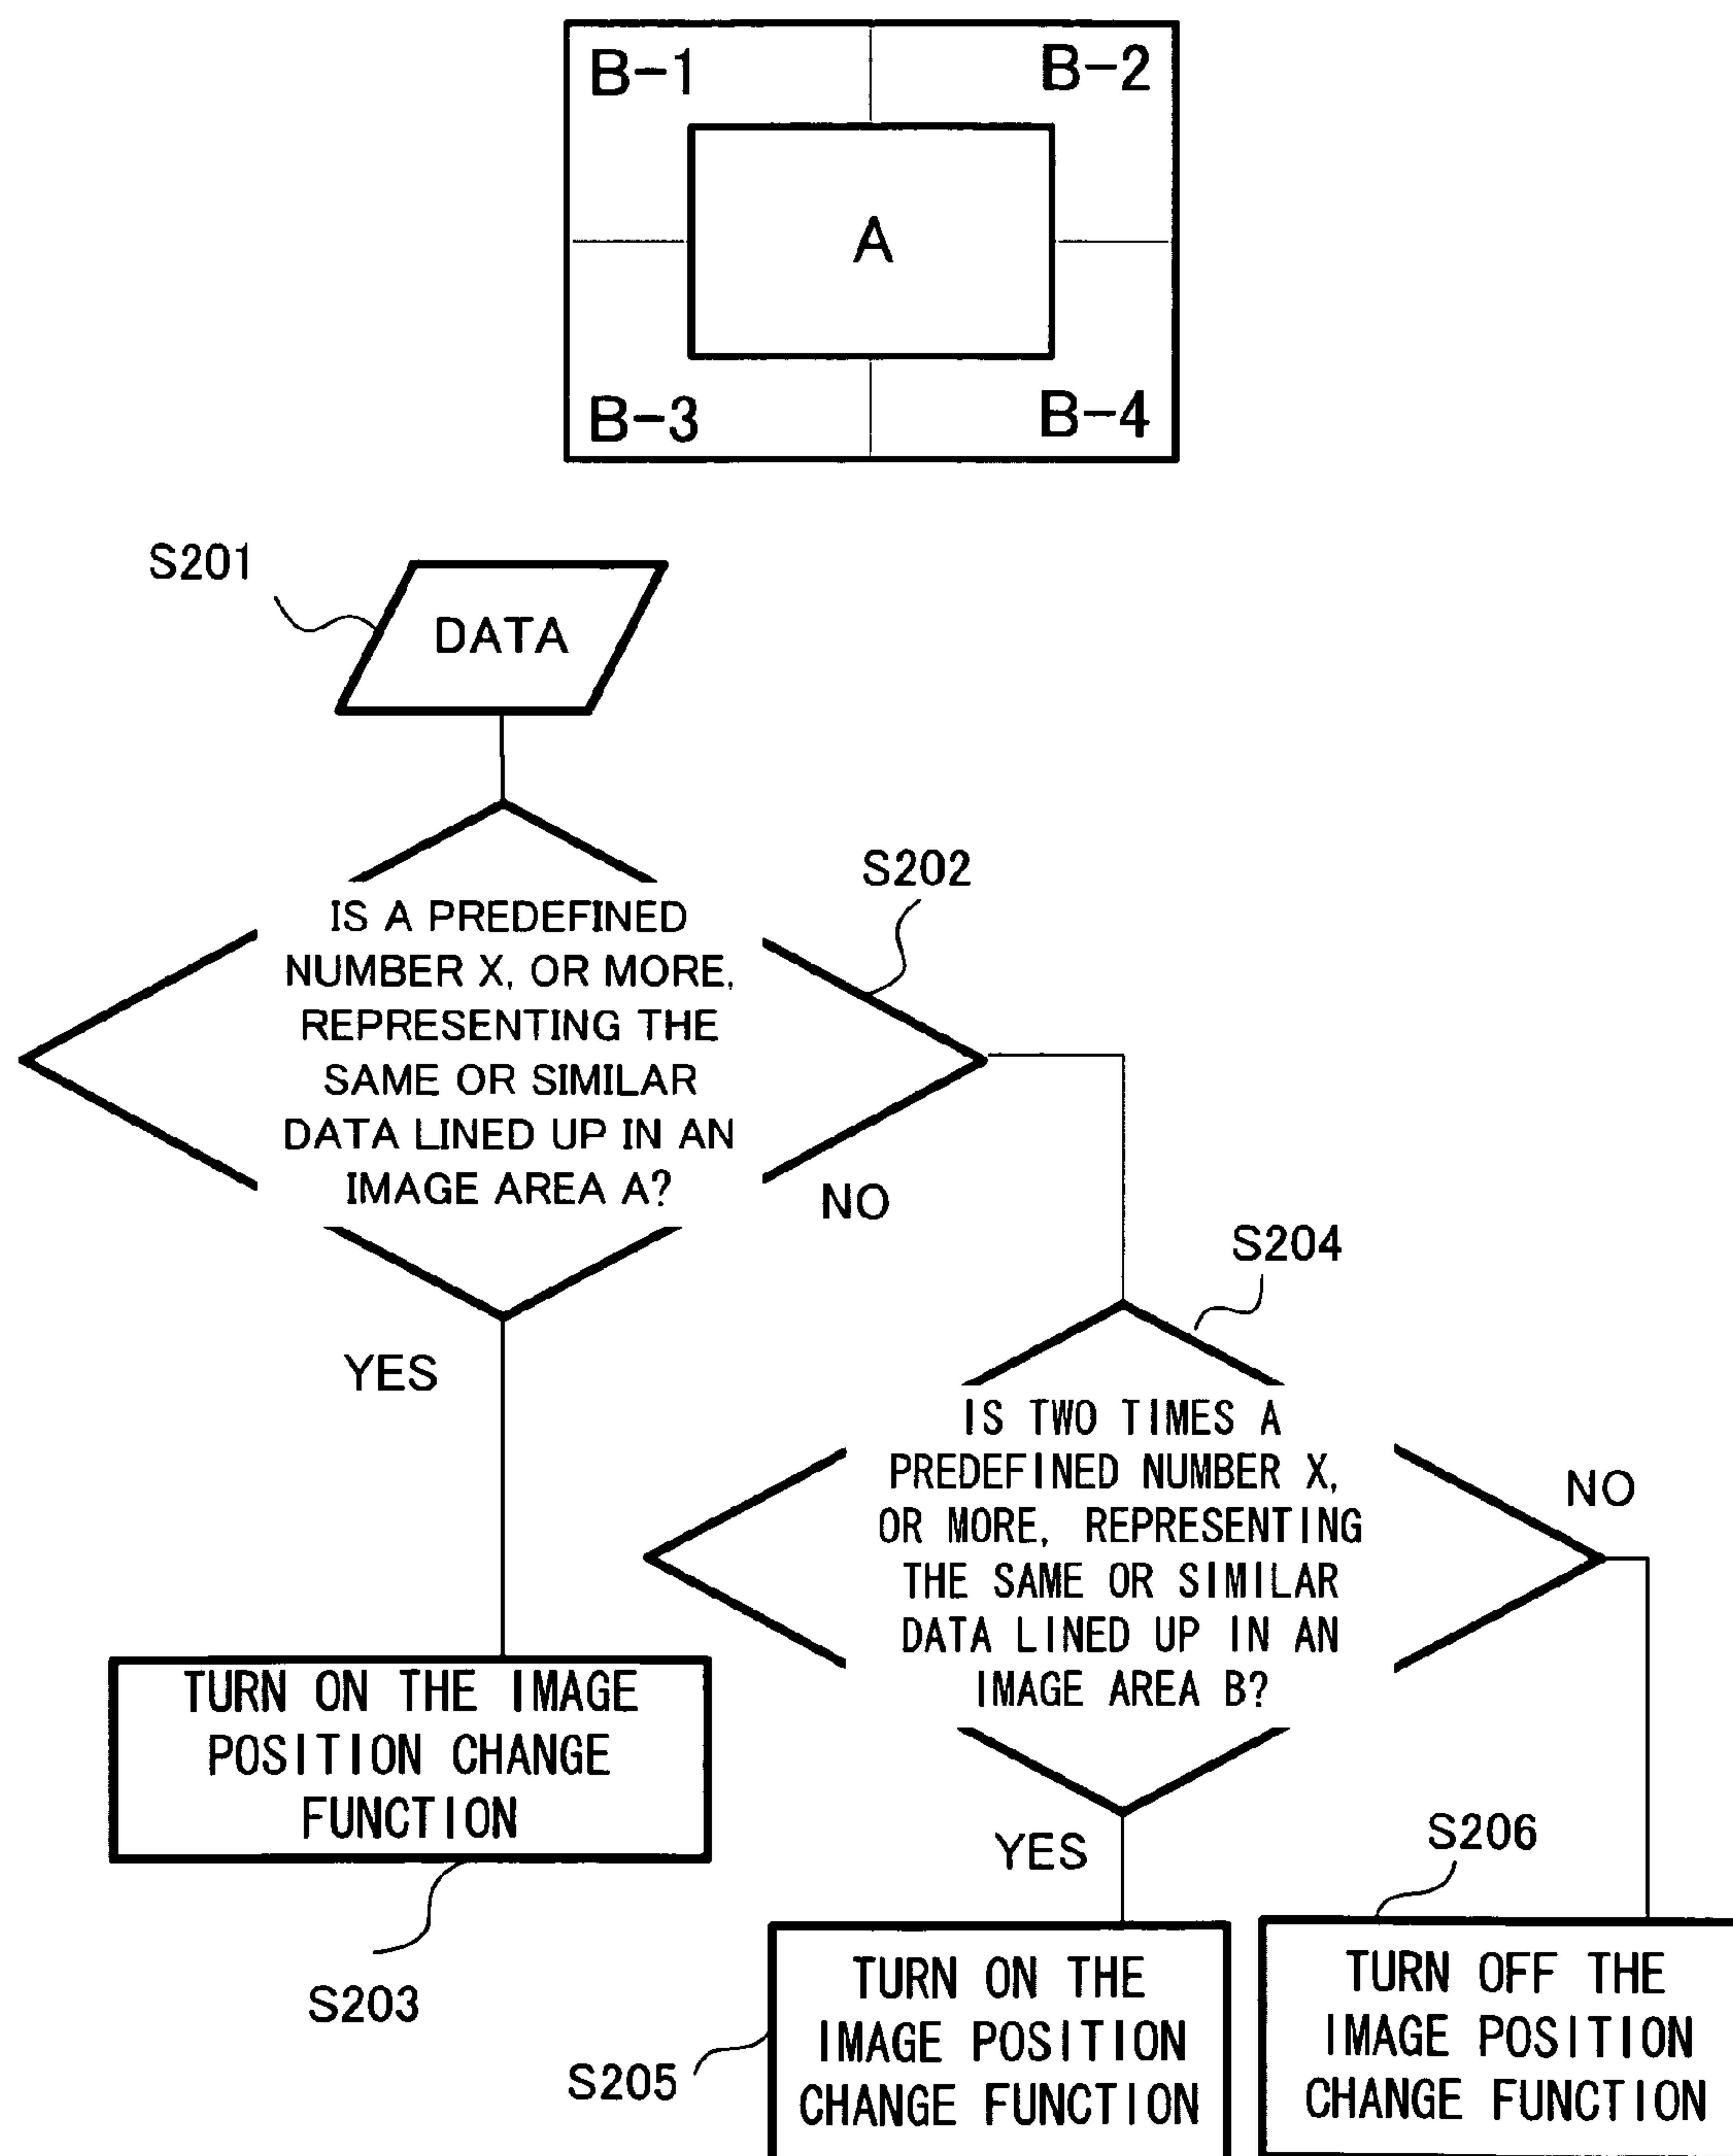 B-1
B-2
A
B-3
B-4
S201
DATA
S202
IS A PREDEFINED
NUMBER X, OR MORE,
REPRESENTING THE
SAME OR SIMILAR
DATA LINED UP IN AN
IMAGE AREA A?
NO
YES
S204
IS TWO TIMES A
PREDEFINED NUMBER X,
OR MORE, REPRESENTING
THE SAME OR SIMILAR
DATA LINED UP IN AN
IMAGE AREA B?
NO
YES
TURN ON THE IMAGE
POSITION CHANGE
FUNCTION
S203
S205
TURN ON THE
IMAGE POSITION
CHANGE FUNCTION
S206
TURN OFF THE
IMAGE POSITION
CHANGE FUNCTION